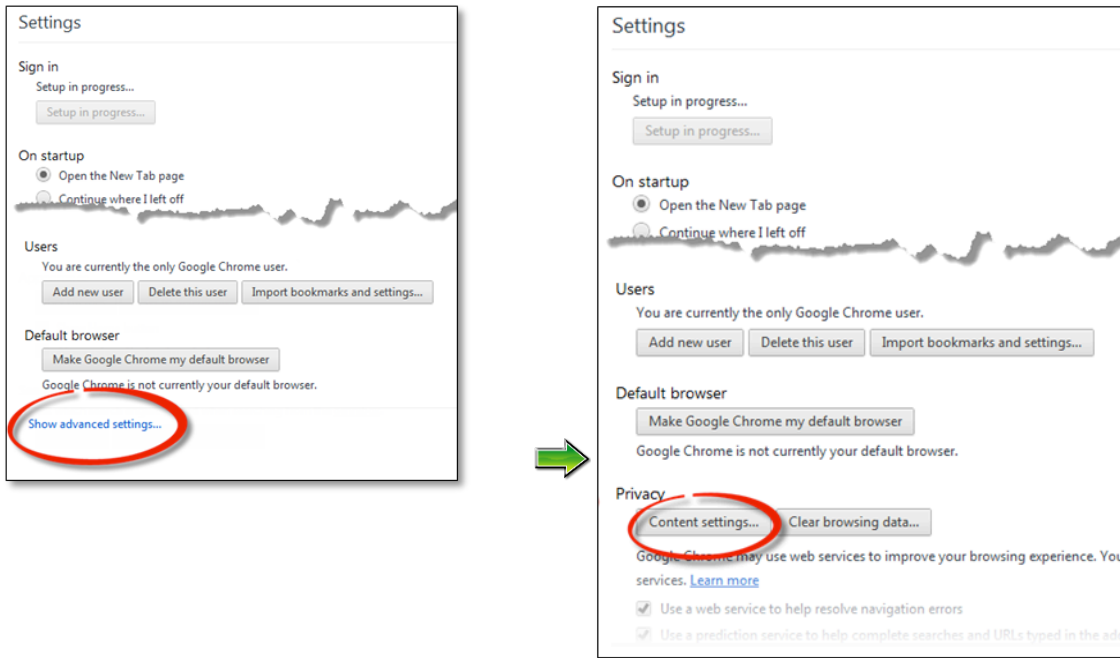 Settings
Sign in
Setup in progress...
Setup in progress...
On startup
Open the New Tab page
Continue where I left off
Users
You are currently the only Google Chrome user.
Add new user Delete this user Import bookmarks and settings...
Default browser
Make Google Chrome my default browser
Google Chrome is not currently your default browser.
Show advanced settings...
Settings
Sign in
Setup in progress...
Setup in progress...
On startup
Open the New Tab page
Continue where I left off
Users
You are currently the only Google Chrome user.
Add new user Delete this user Import bookmarks and settings...
Default browser
Make Google Chrome my default browser
Google Chrome is not currently your default browser.
Privacy
Content settings... Clear browsing data...
Google Chrome may use web services to improve your browsing experience. You
services. Learn more
Use a web service to help resolve navigation errors
Use a prediction service to help complete searches and URLs typed in the ad